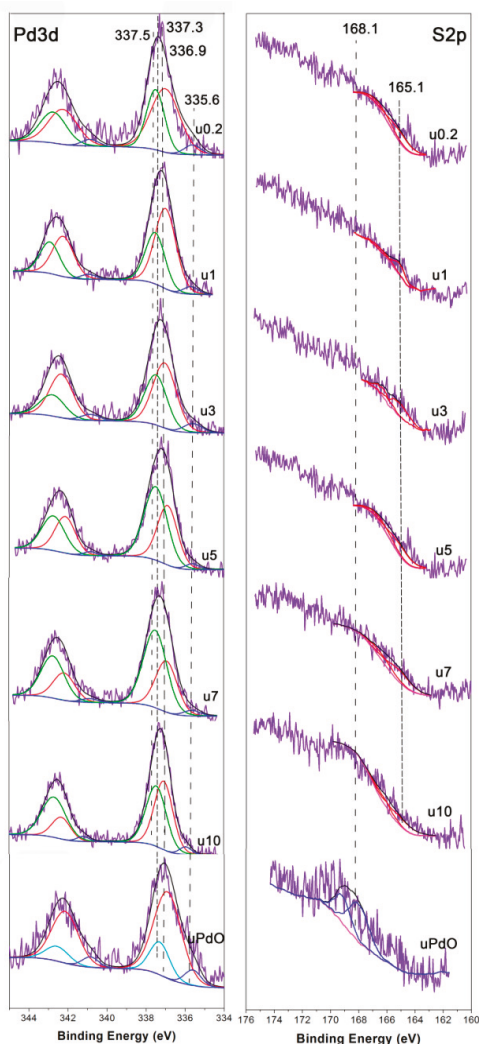 Pd3d
337.5
337.3
336.9
335.6
u0.2
u1
u3
u5
u7
u10
uPdO
344 342 340 338 336 334
Binding Energy (eV)
S2p
168.1
165.1
u0.2
u1
u3
u5
u7
u10
uPdO
176 174 170 169 168 165 164 162 160
Binding Energy (eV)